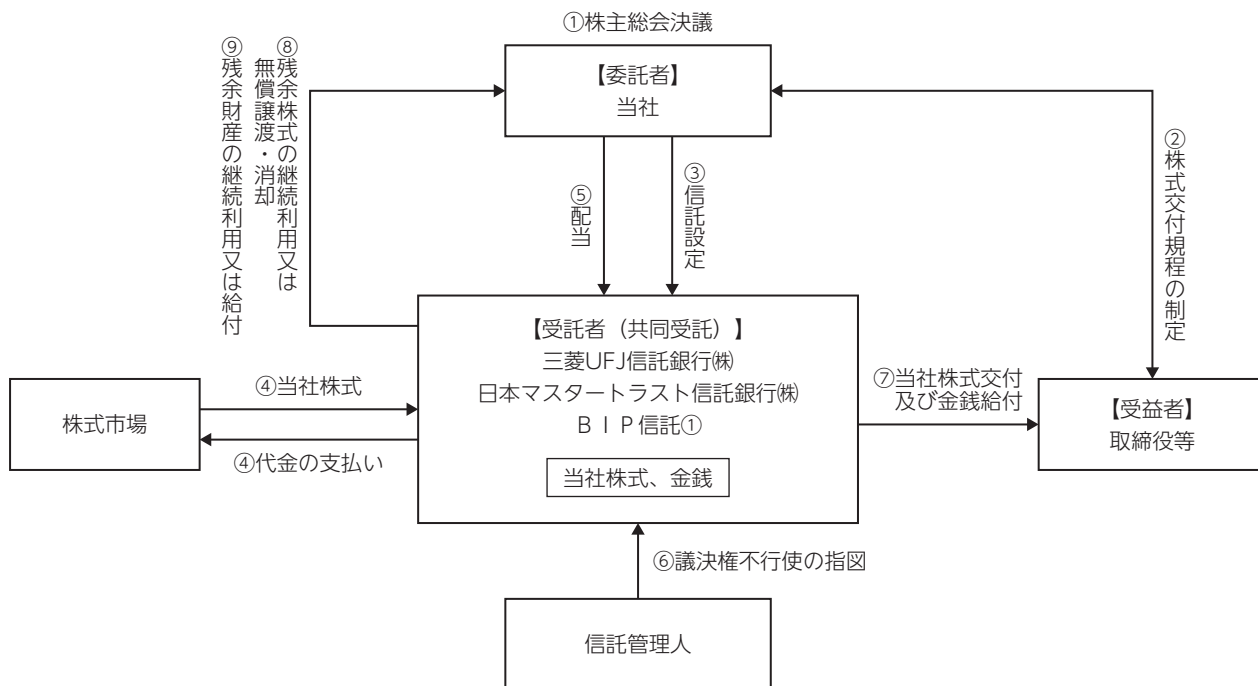 ①株主総会決議
【委託者】
当社
⑨残余財産の継続利用又は給付
⑧残余株式の継続利用又は
無償譲渡・消却
⑤配当
③信託設定
②株式交付規程の制定
【受託者（共同受託）】
三菱UFJ信託銀行㈱
日本マスタートラスト信託銀行㈱
ＢＩＰ信託①
当社株式、金銭
株式市場
④当社株式
④代金の支払い
⑦当社株式交付
及び金銭給付
【受益者】
取締役等
⑥議決権不行使の指図
信託管理人